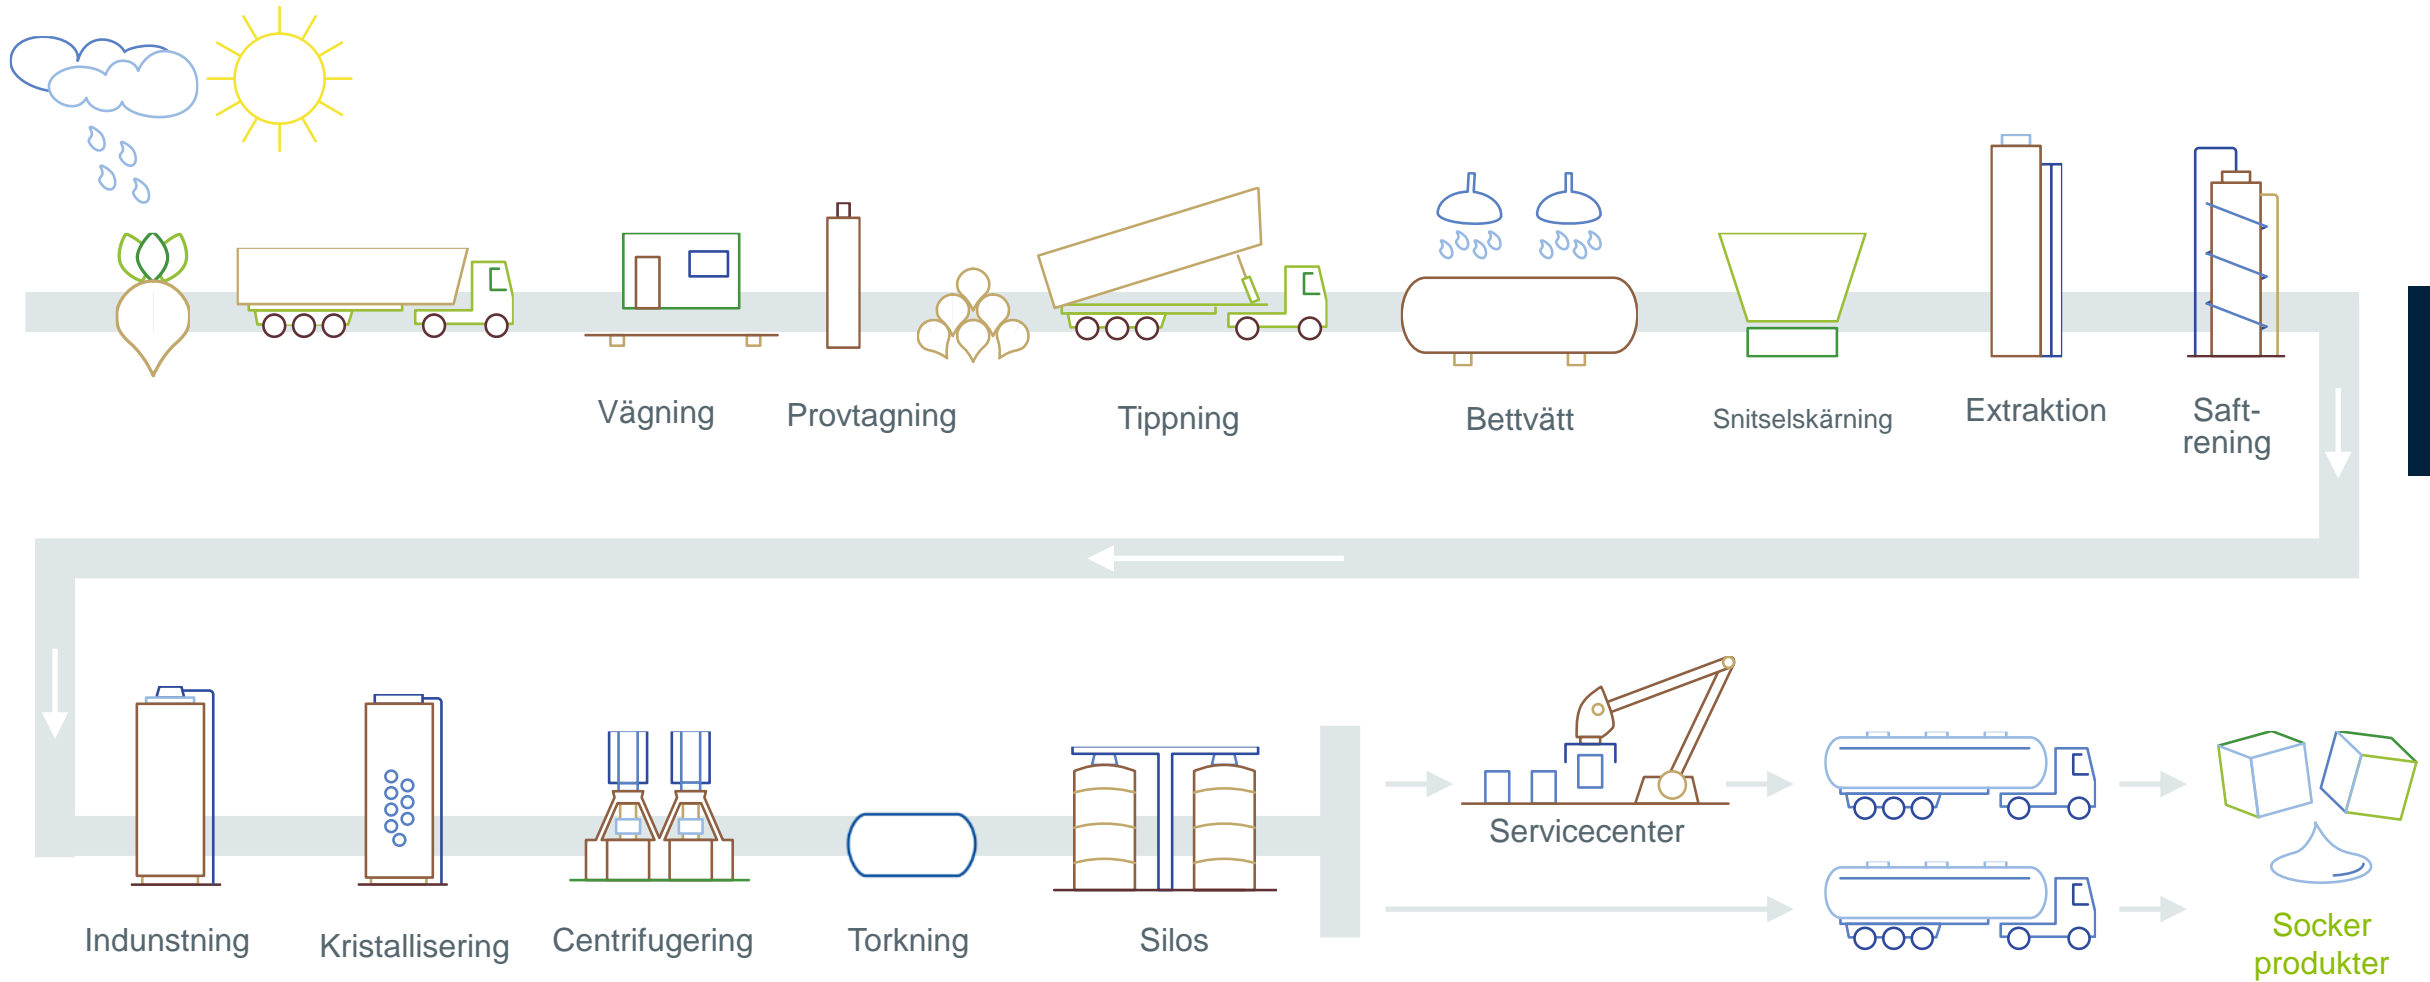 Vägning
Provtagning
Tippning
Bettvätt
Snitselskärning
Extraktion
Saft-
rening
Servicecenter
Indunstning
Kristallisering
Centrifugering
Torkning
Silos
Socker
produkter